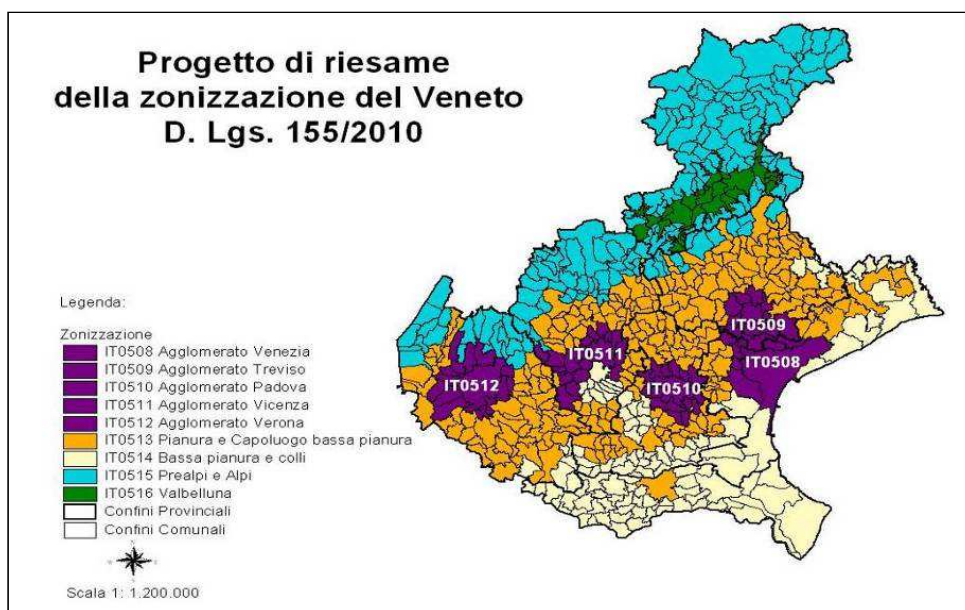 Progetto di riesame
della zonizzazione del Veneto
D. Lgs. 155/2010
Legenda:
Zonizzazione
IT0508 Agglomerato Venezia
IT0509 Agglomerato Treviso
IT0510 Agglomerato Padova
IT0511 Agglomerato Vicenza
IT0512 Agglomerato Verona
IT0513 Pianura e Capoluogo bassa pianura
IT0514 Bassa pianura e colli
IT0515 Prealpi e Alpi
IT0516 Valbelluna
Confini Provinciali
Confini Comunali
Scala 1: 1.200.000
IT0509
IT0511
IT0508
IT0512
IT0510